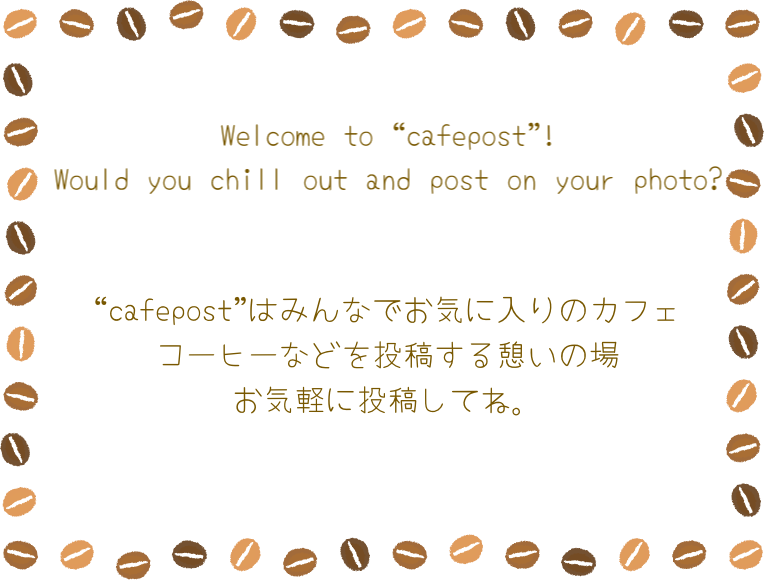 Welcome to “cafepost”!
Would you chill out and post on your photo?
“cafepost”はみんなでお気に入りのカフェ
コーヒーなどを投稿する憩いの場
お気軽に投稿してね。